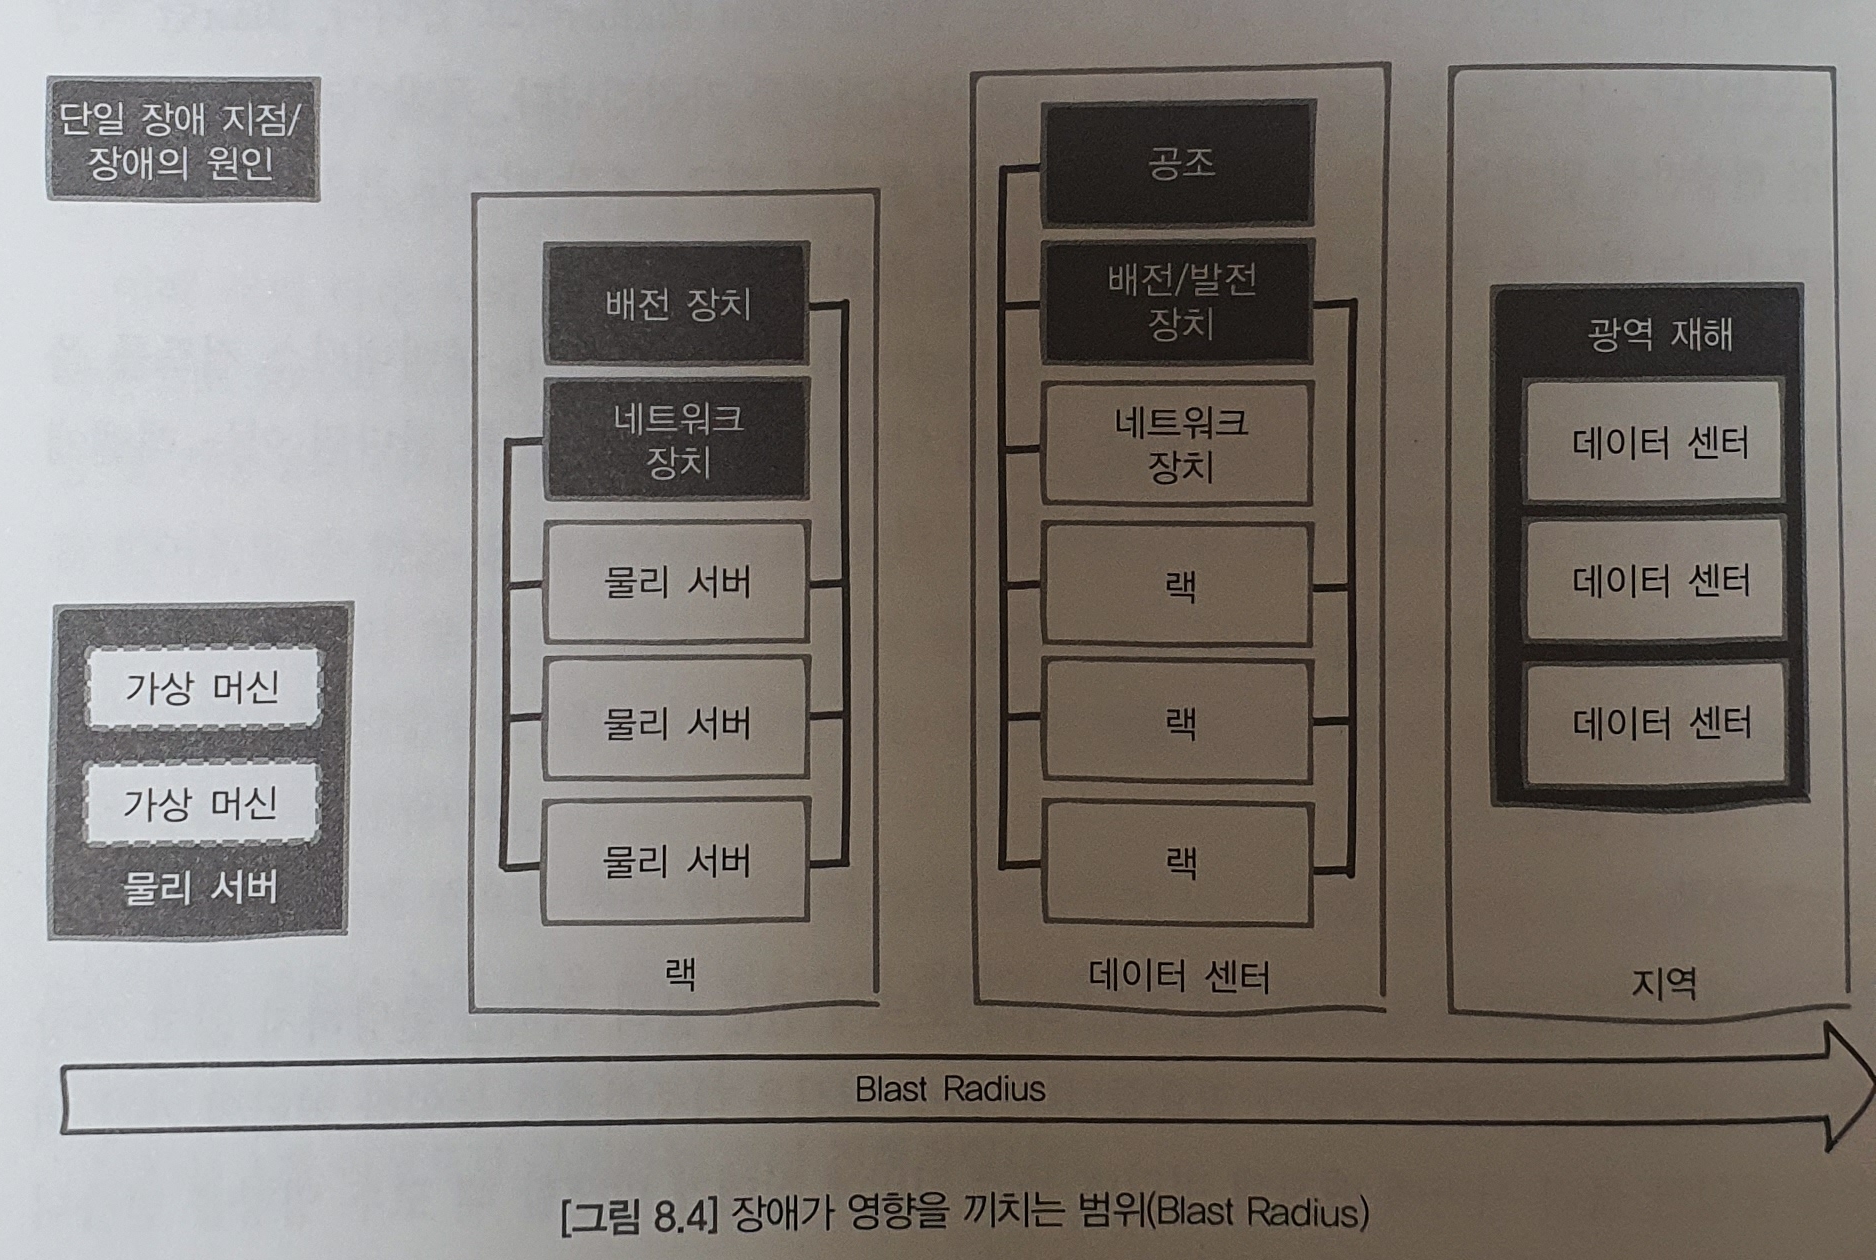 단일 장애 지점/
장애의 원인
가상 머신
가상 머신
물리 서버
배전 장치
네트워크
장치
물리 서버
물리 서버
물리 서버
랙
공조
배전/발전
장치
네트워크
장치
랙
랙
랙
데이터 센터
광역 재해
데이터 센터
데이터 센터
데이터 센터
지역
Blast Radius
[그림 8.4] 장애가 영향을 끼치는 범위(Blast Radius)